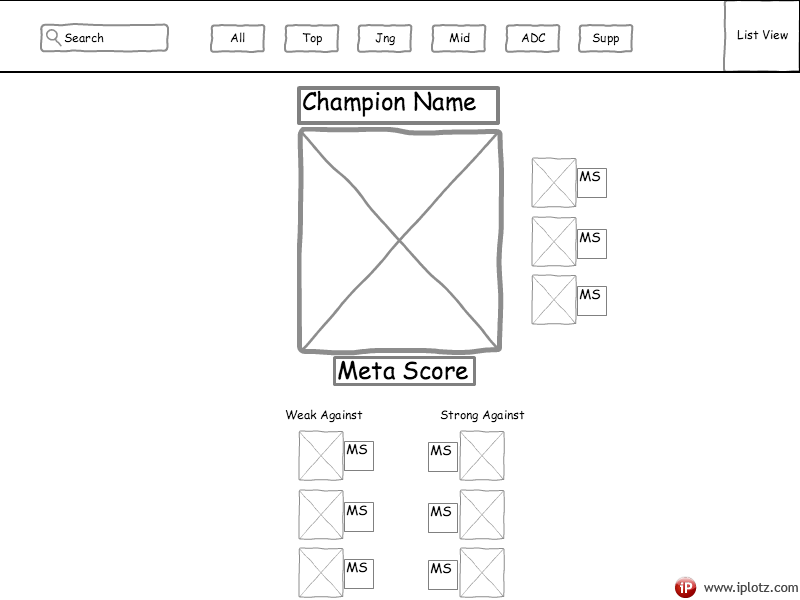 Search
All
Top
Jng
Mid
ADC
Supp
List View
Champion Name
MS
MS
MS
Meta Score
Weak Against
Strong Against
MS
MS
MS
MS
MS
MS
iP www.iplotz.com